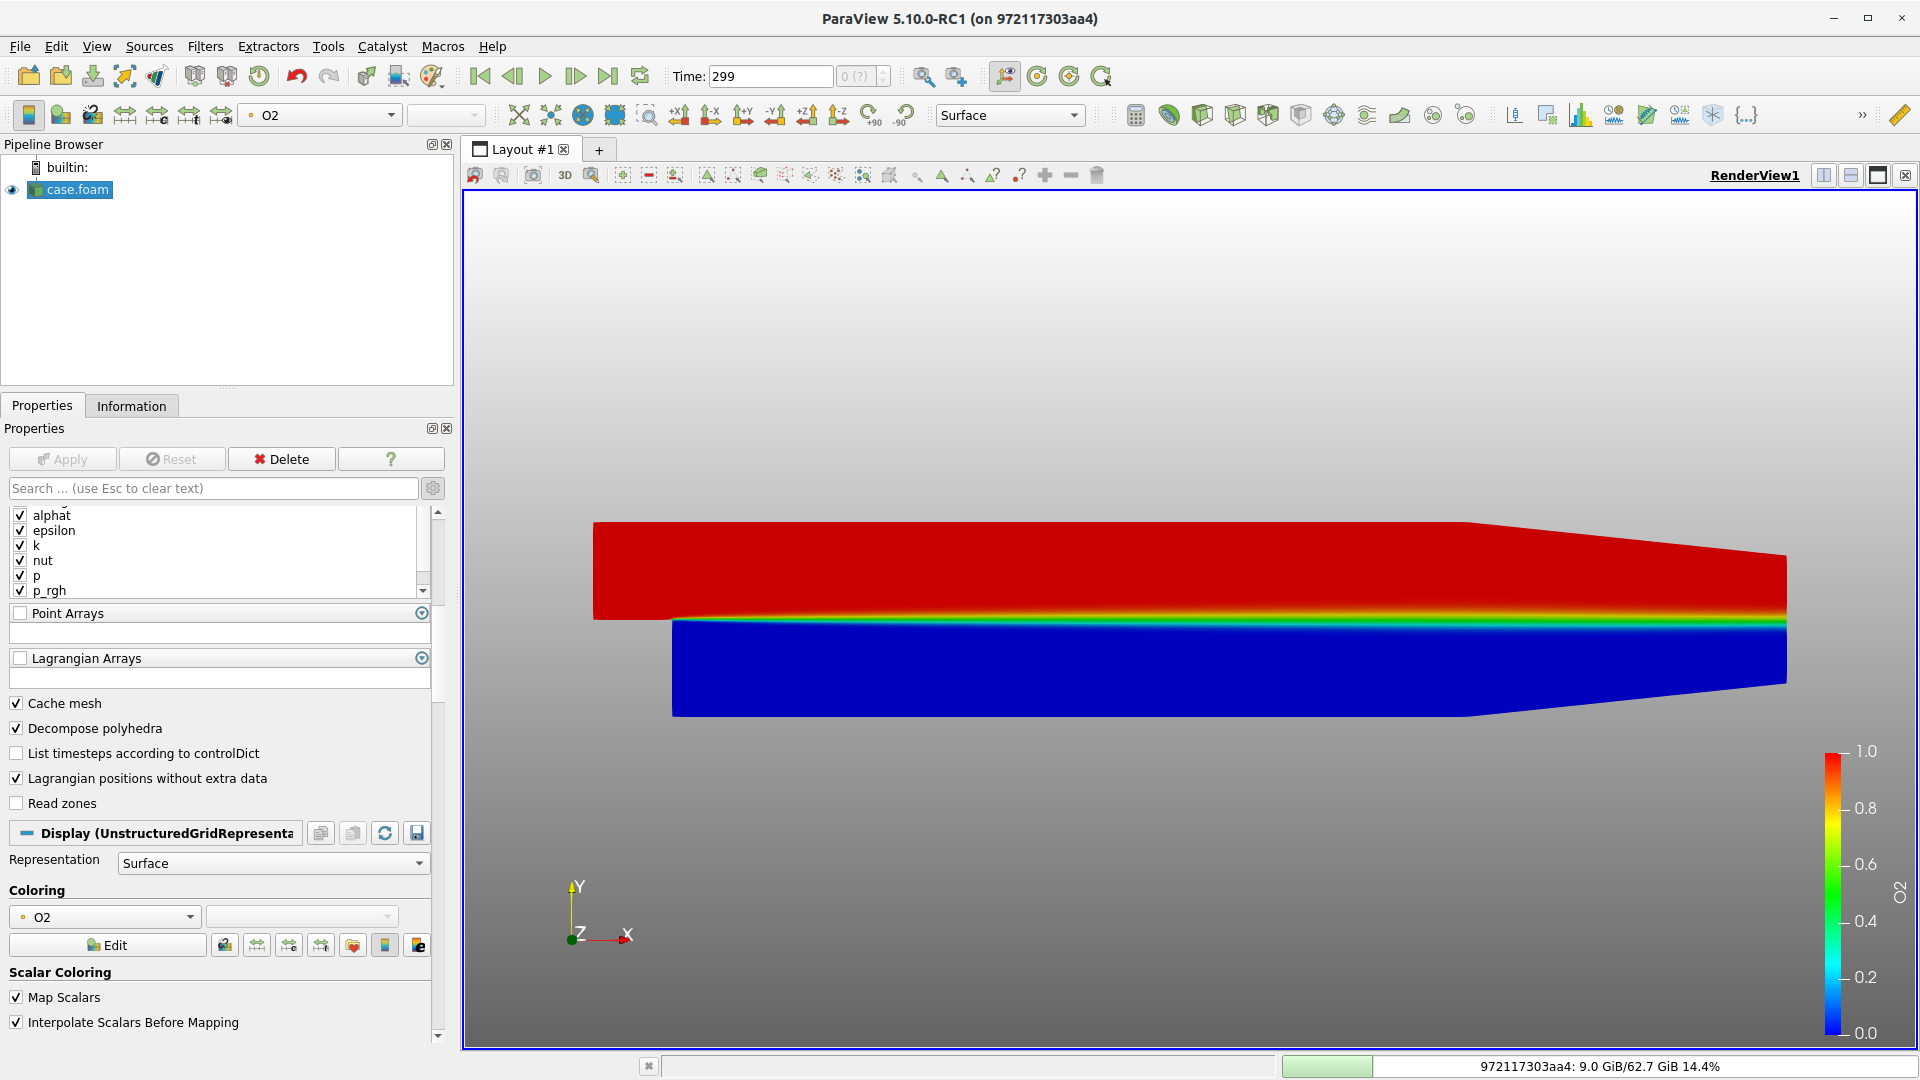 ParaView 5.10.0-RC1 (on 972117303aa4)
File Edit View Sources Filters Extractors Tools Catalyst Macros Help
Time: 299 0 (?)
O2 +X -X +Y -Y +Z -Z +90 -90 Surface
Pipeline Browser
builtin:
case.foam
Properties Information
Properties
Apply Reset Delete ?
Search ... (use Esc to clear text)
alphat
epsilon
k
nut
p
p_rgh
Point Arrays
Lagrangian Arrays
Cache mesh
Decompose polyhedra
List timesteps according to controlDict
Lagrangian positions without extra data
Read zones
Display (UnstructuredGridRepresenta
Representation Surface
Coloring
O2
Edit
Scalar Coloring
Map Scalars
Interpolate Scalars Before Mapping
Layout #1 +
3D
RenderView1
Y
Z X
1.0
0.8
0.6
0.4
0.2
0.0
O2
972117303aa4: 9.0 GiB/62.7 GiB 14.4%